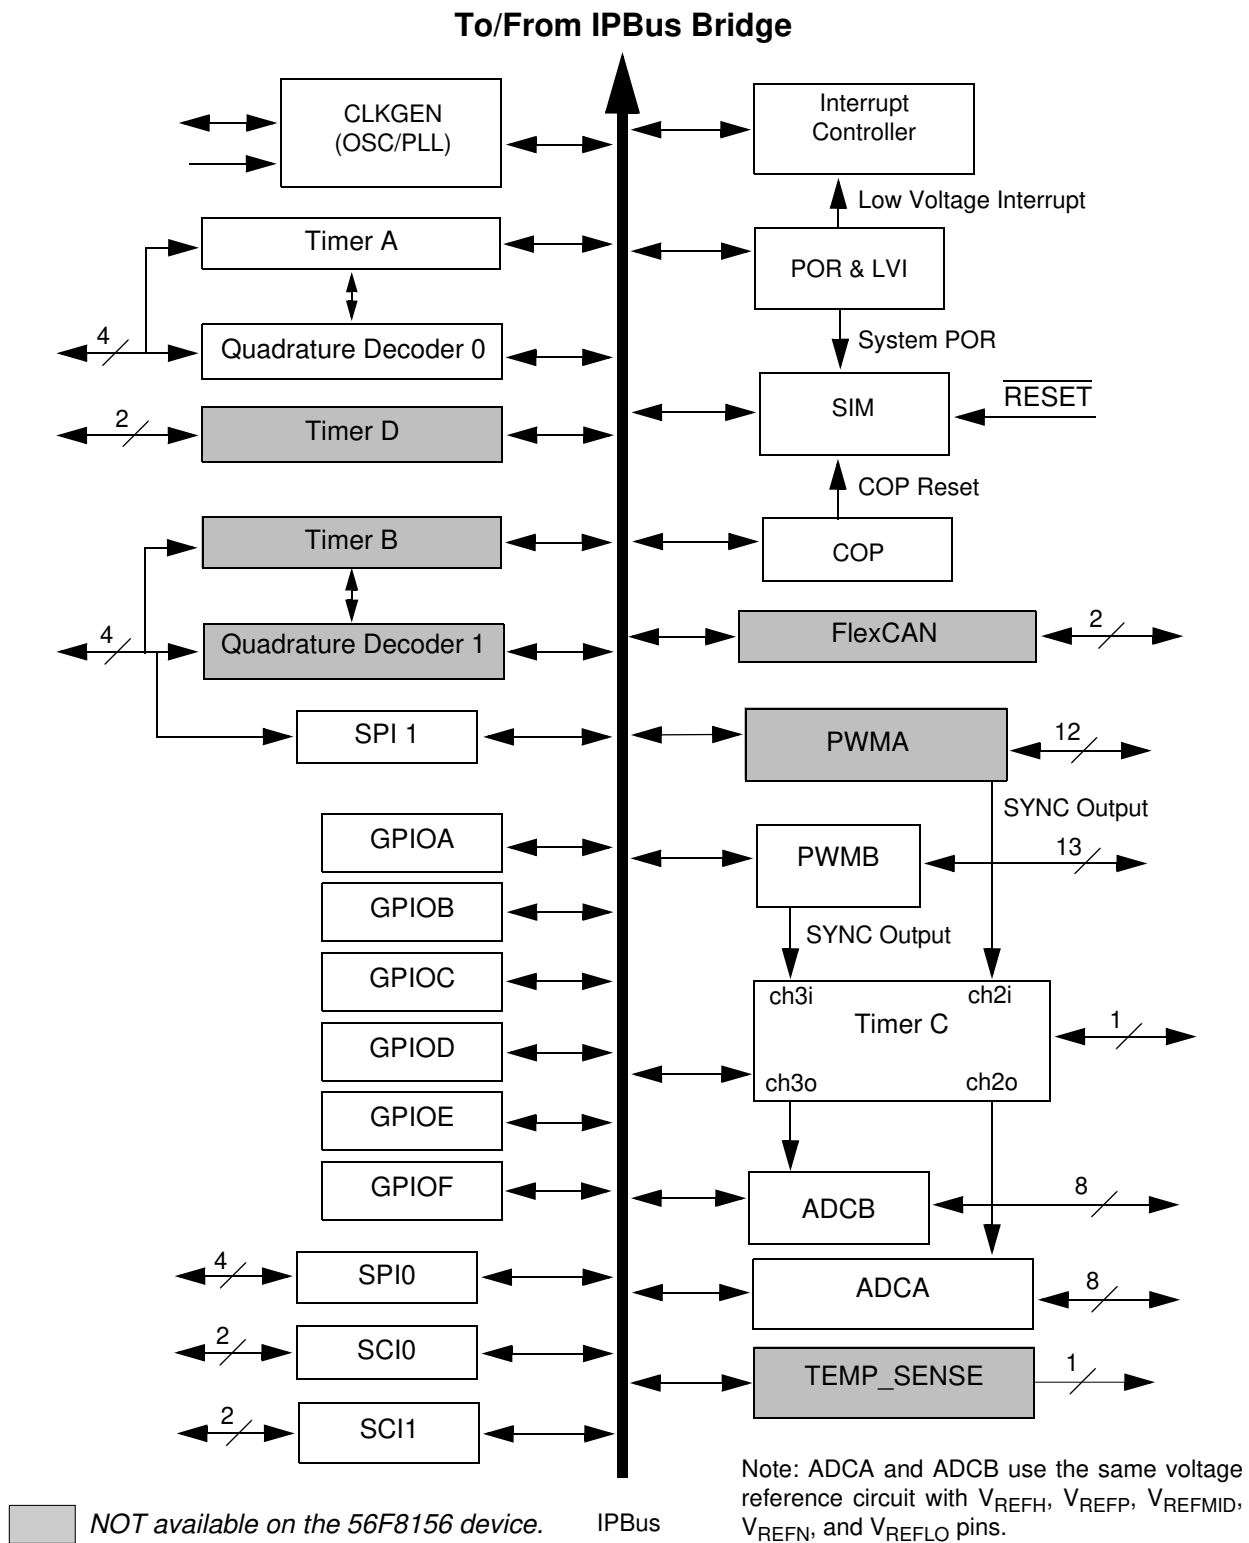 To/From IPBus Bridge
CLKGEN
(OSC/PLL)
Timer A
4
Quadrature Decoder 0
2
Timer D
Timer B
4
Quadrature Decoder 1
SPI 1
GPIOA
GPIOB
GPIOC
GPIOD
GPIOE
GPIOF
4
SPI0
2
SCI0
2
SCI1
Interrupt
Controller
Low Voltage Interrupt
POR & LVI
System POR
SIM
RESET
COP Reset
COP
FlexCAN
2
PWMA
12
SYNC Output
PWMB
13
SYNC Output
ch3i
ch2i
Timer C
1
ch3o
ch2o
ADCB
8
ADCA
8
TEMP_SENSE
1
NOT available on the 56F8156 device.
IPBus
Note: ADCA and ADCB use the same voltage
reference circuit with VREFH, VREFP, VREFMID,
VREFN, and VREFLO pins.